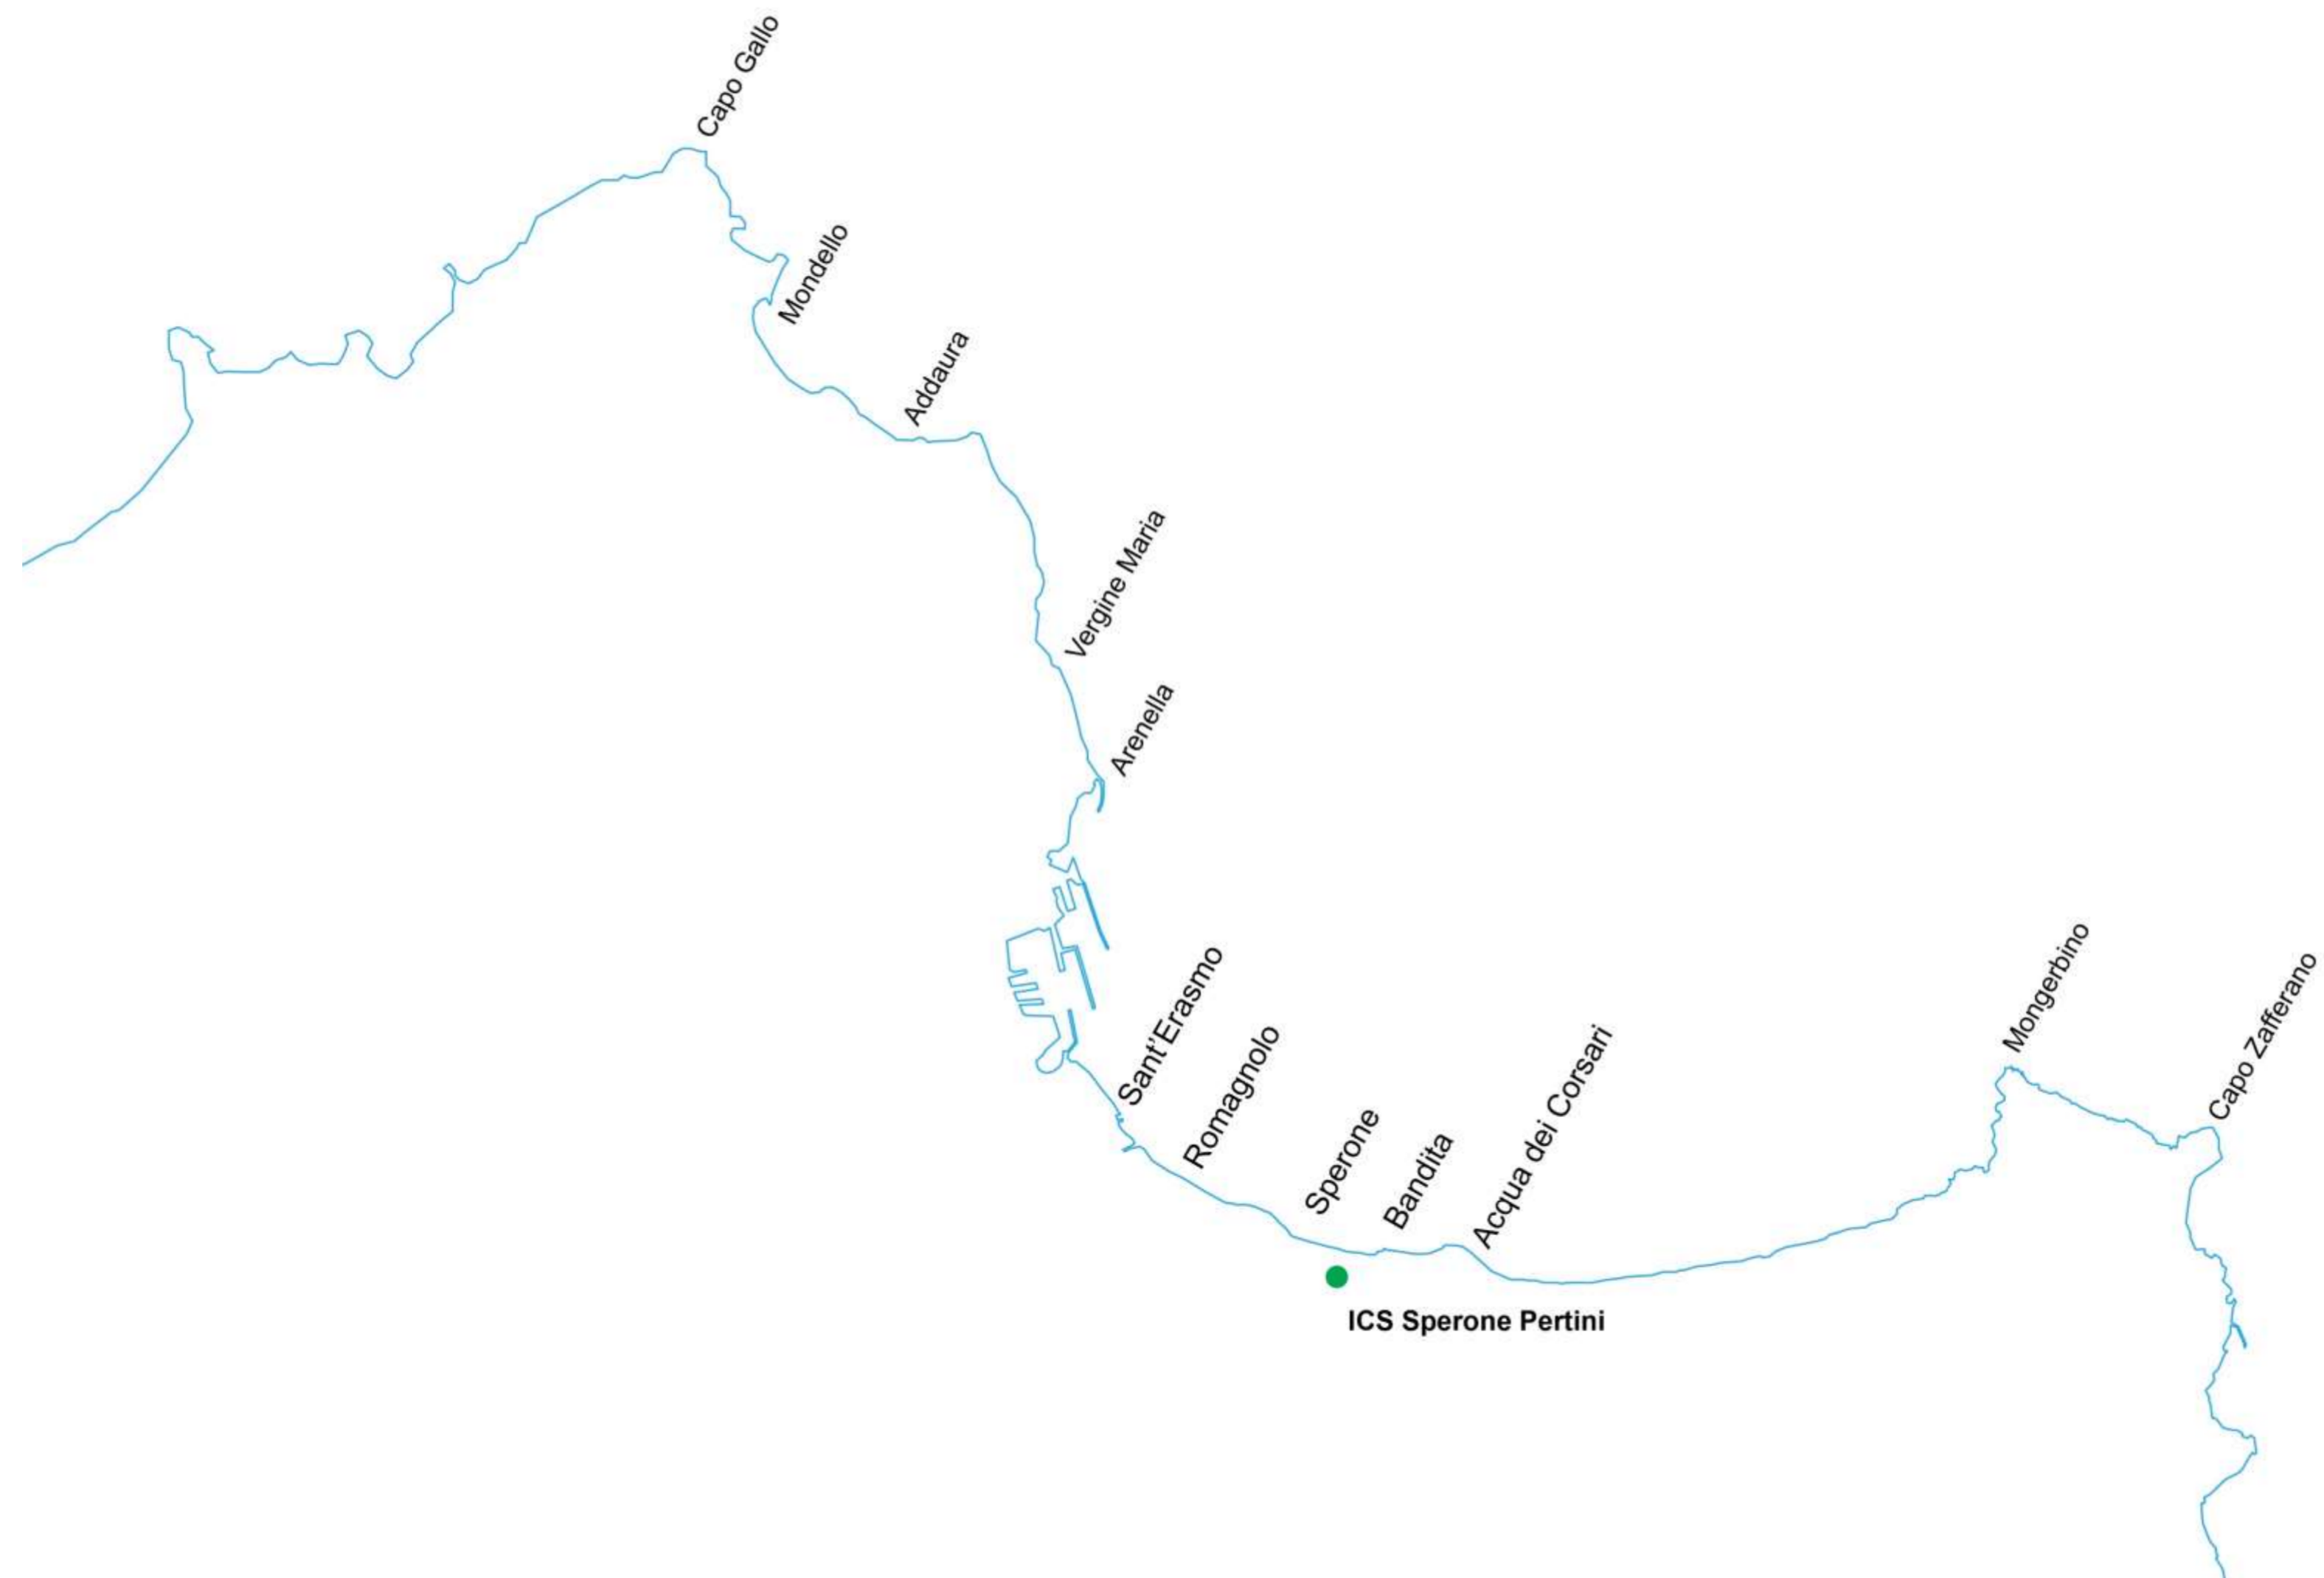 Capo Gallo
Mondello
Addaura
Vergine Maria
Arenella
Sant'Erasmo
Romagnolo
Sperone
Bandita
Acqua dei Corsari
Mongerbino
Capo Zafferano
ICS Sperone Pertini